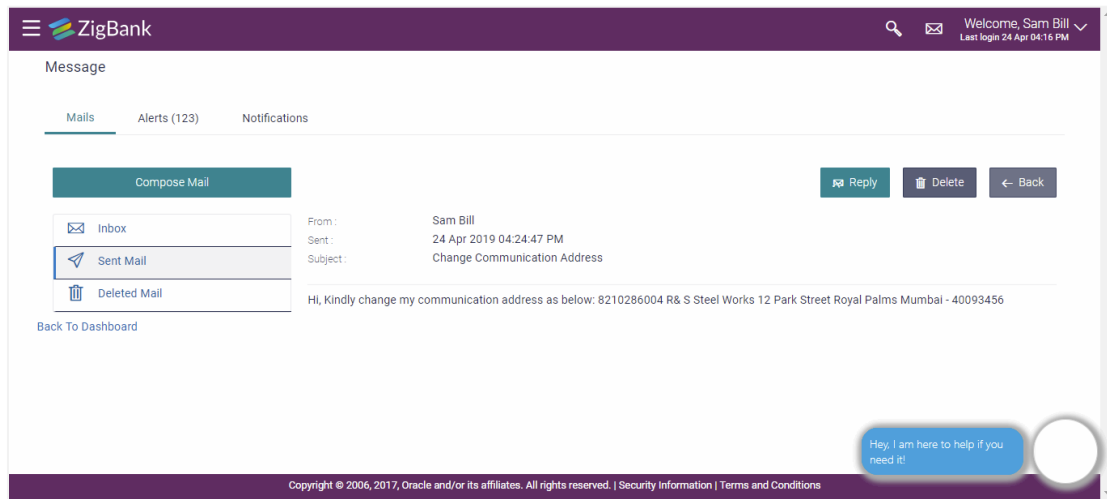 ZigBank
Welcome, Sam Bill
Last login 24 Apr 04:16 PM
Message
Mails
Alerts (123)
Notifications
Compose Mail
Reply
Delete
← Back
Inbox
Sent Mail
Deleted Mail
Back To Dashboard
From :
Sam Bill
Sent :
24 Apr 2019 04:24:47 PM
Subject :
Change Communication Address
Hi, Kindly change my communication address as below: 8210286004 R& S Steel Works 12 Park Street Royal Palms Mumbai - 40093456
Hey, I am here to help if you
need it!
Copyright © 2006, 2017, Oracle and/or its affiliates. All rights reserved. | Security Information | Terms and Conditions